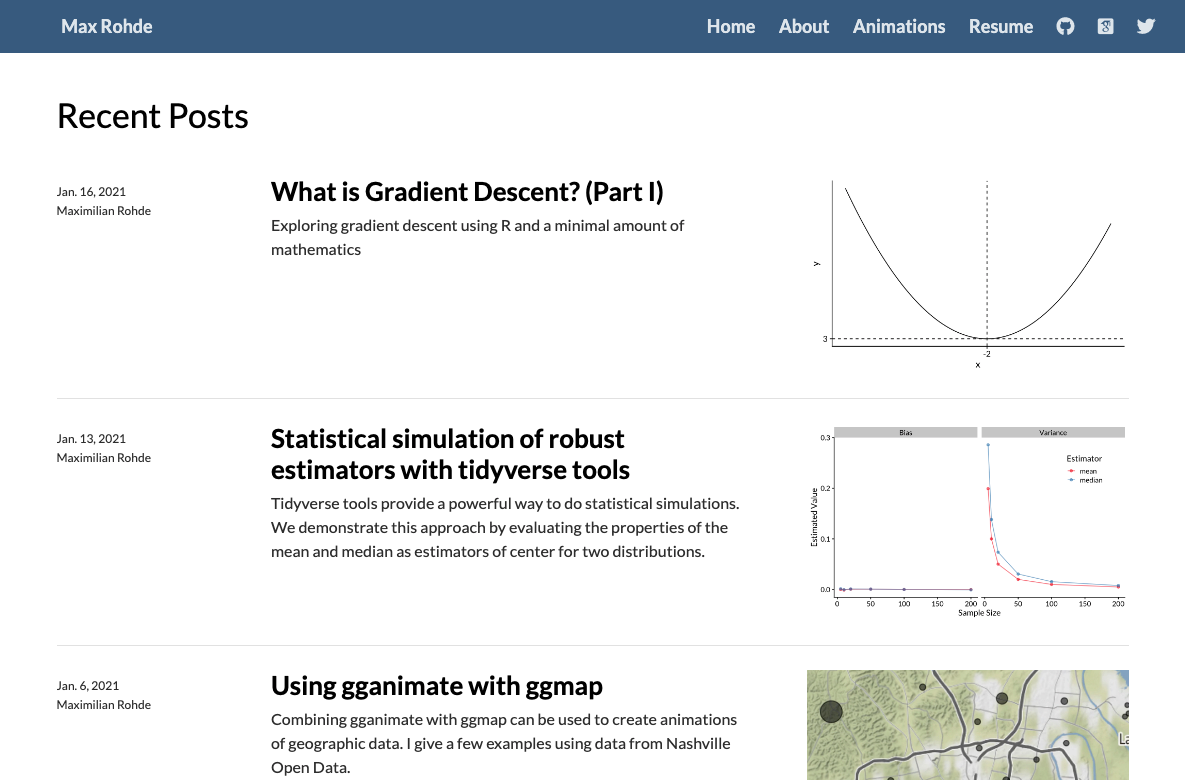 Max Rohde
Home About Animations Resume
Recent Posts
Jan. 16, 2021
Maximilian Rohde
What is Gradient Descent? (Part I)
Exploring gradient descent using R and a minimal amount of
mathematics
y
3
-2
x
Jan. 13, 2021
Maximilian Rohde
Statistical simulation of robust
estimators with tidyverse tools
Tidyverse tools provide a powerful way to do statistical simulations.
We demonstrate this approach by evaluating the properties of the
mean and median as estimators of center for two distributions.
Bias Variance
Estimator
mean
median
Estimated Value
0.3
0.2
0.1
0.0
0 50 100 150 200 0 50 100 150 200
Sample Size
Jan. 6, 2021
Maximilian Rohde
Using gganimate with ggmap
Combining gganimate with ggmap can be used to create animations
of geographic data. I give a few examples using data from Nashville
Open Data.
La